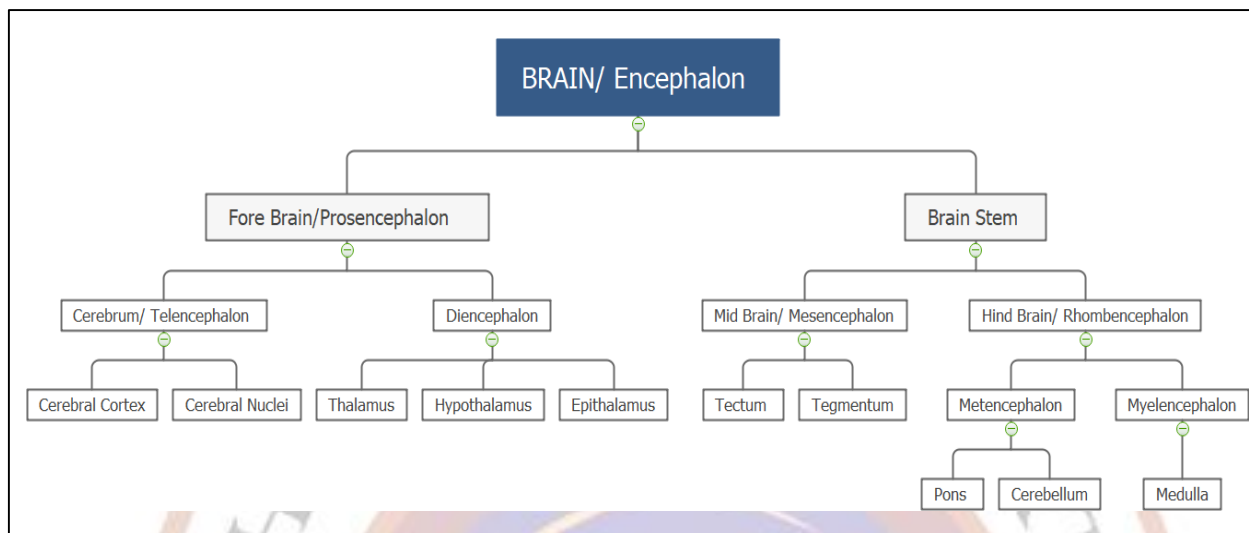 BRAIN/ Encephalon
Fore Brain/Prosencephalon
Brain Stem
Cerebrum/ Telencephalon
Diencephalon
Mid Brain/ Mesencephalon
Hind Brain/ Rhombencephalon
Cerebral Cortex
Cerebral Nuclei
Thalamus
Hypothalamus
Epithalamus
Tectum
Tegmentum
Metencephalon
Myelencephalon
Pons
Cerebellum
Medulla